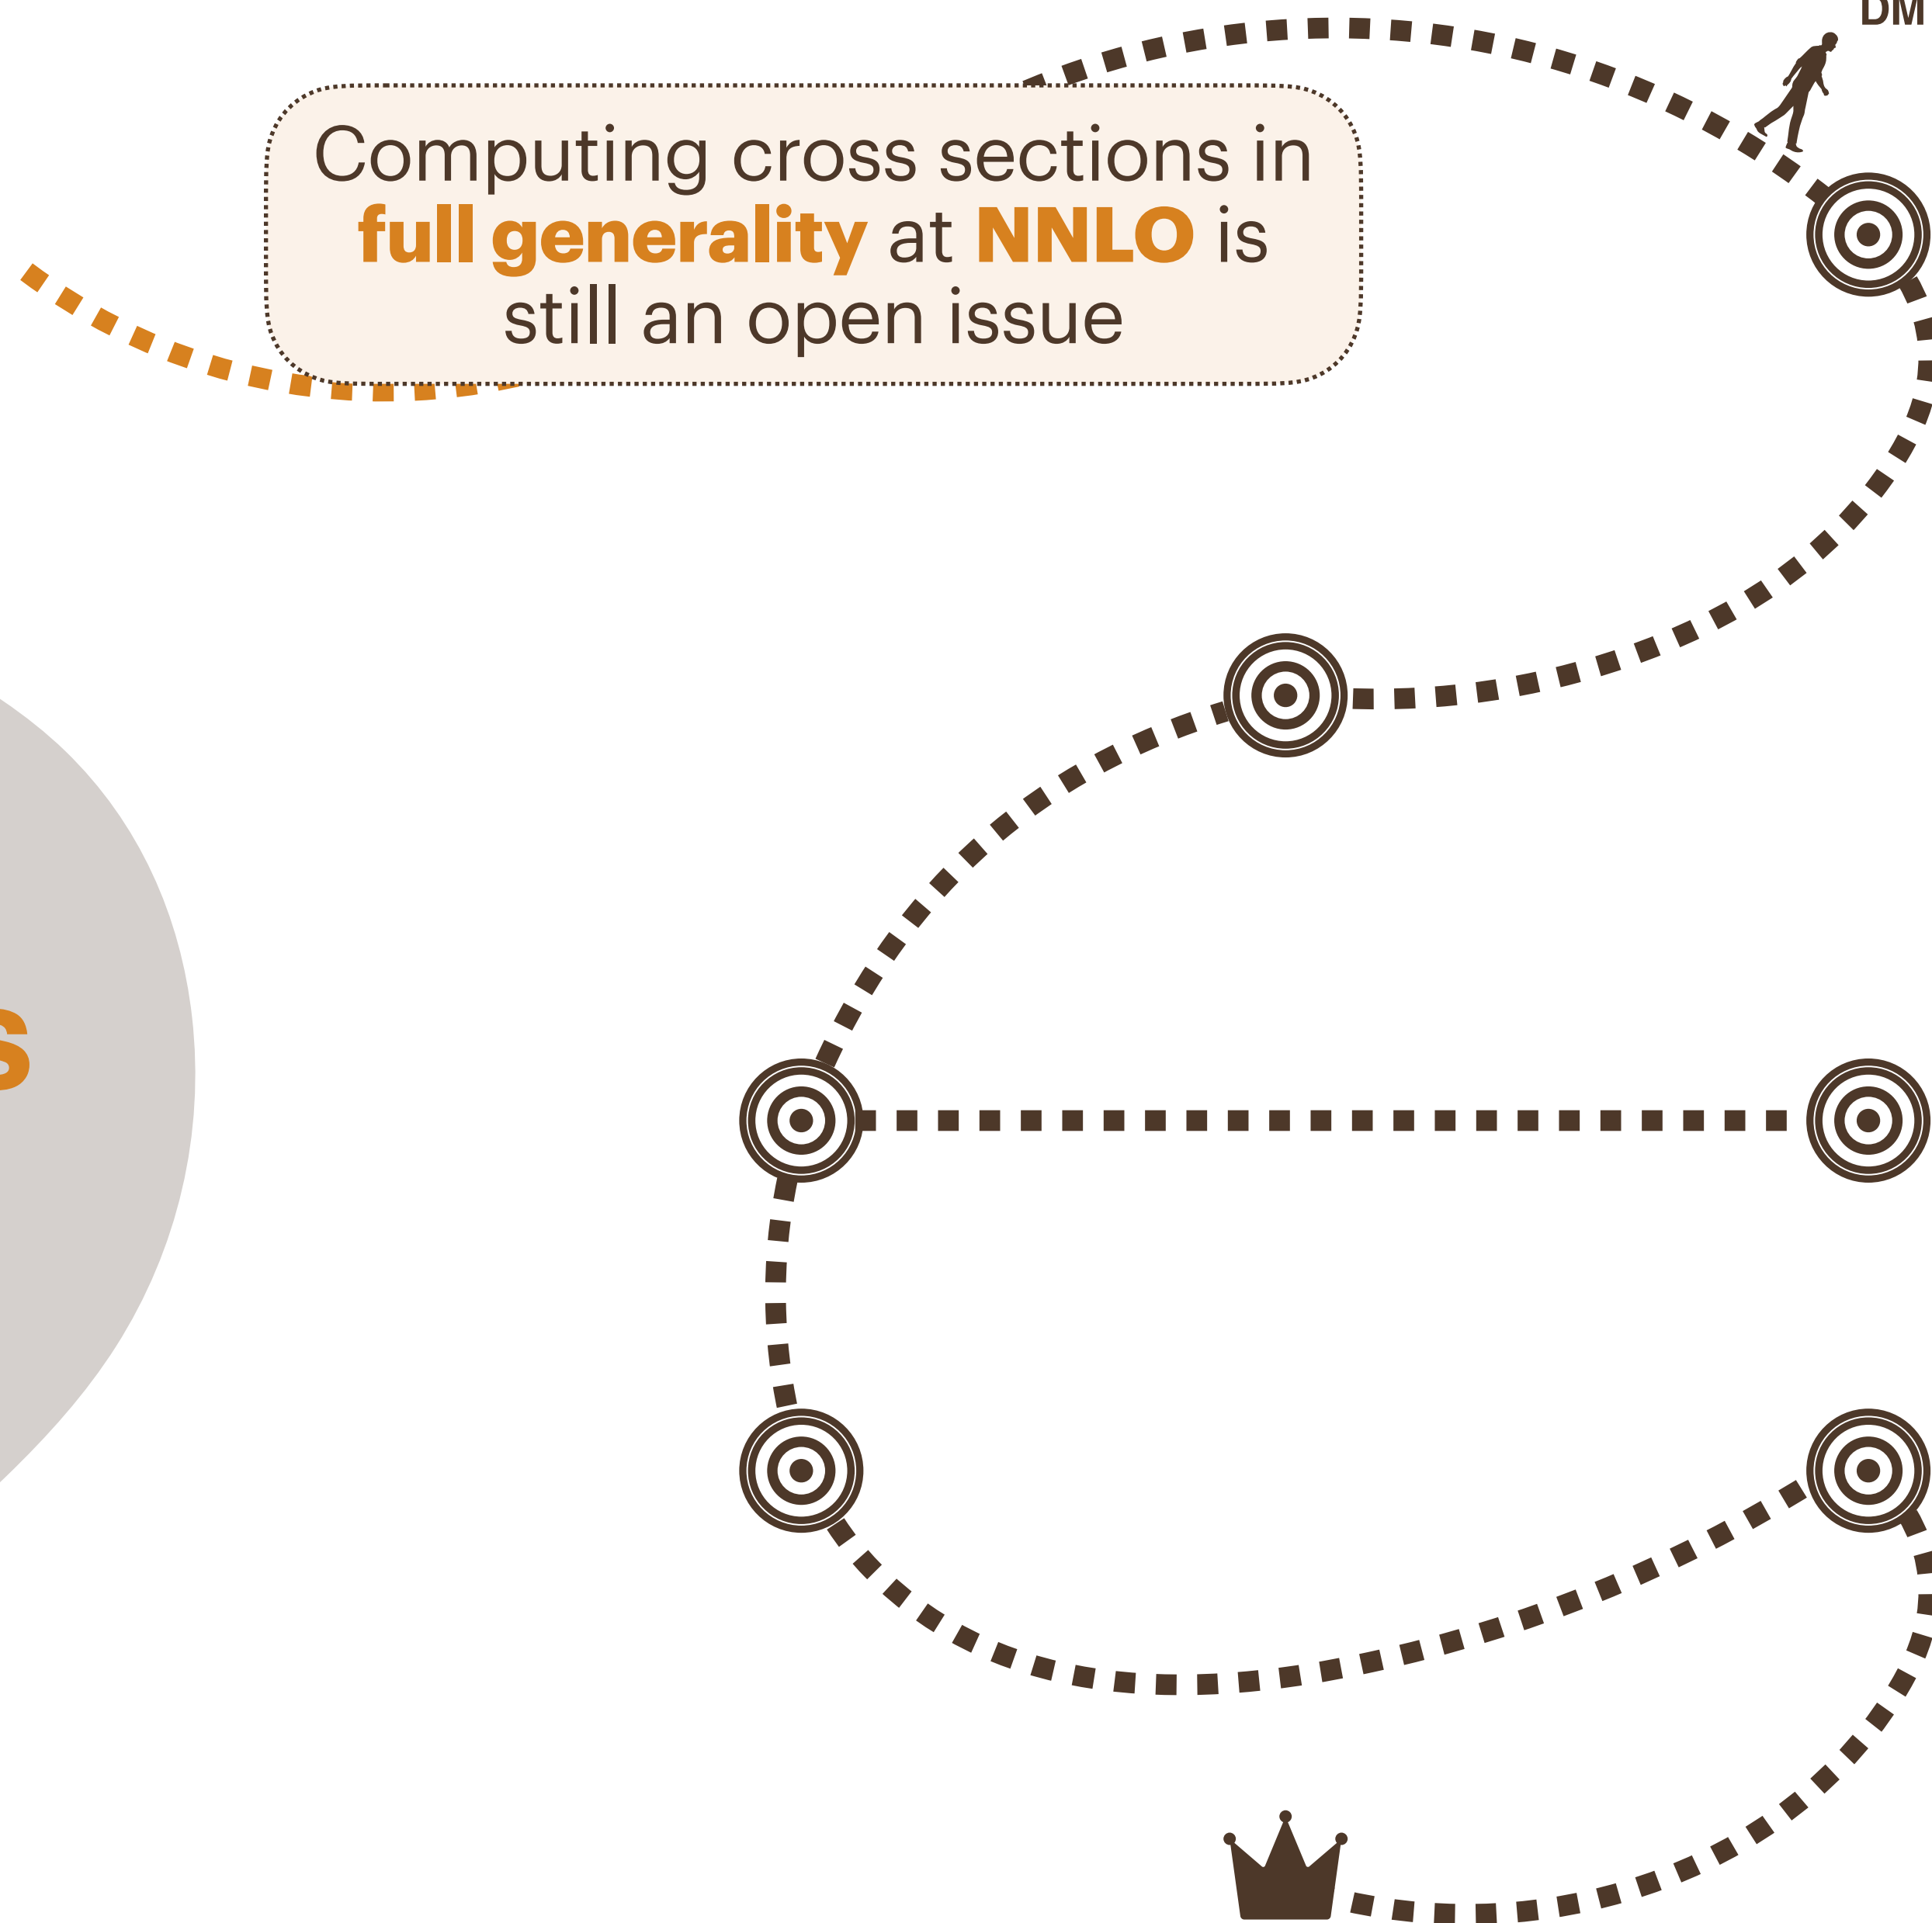 DM
Computing cross sections in
full generality at NNLO is
still an open issue
s